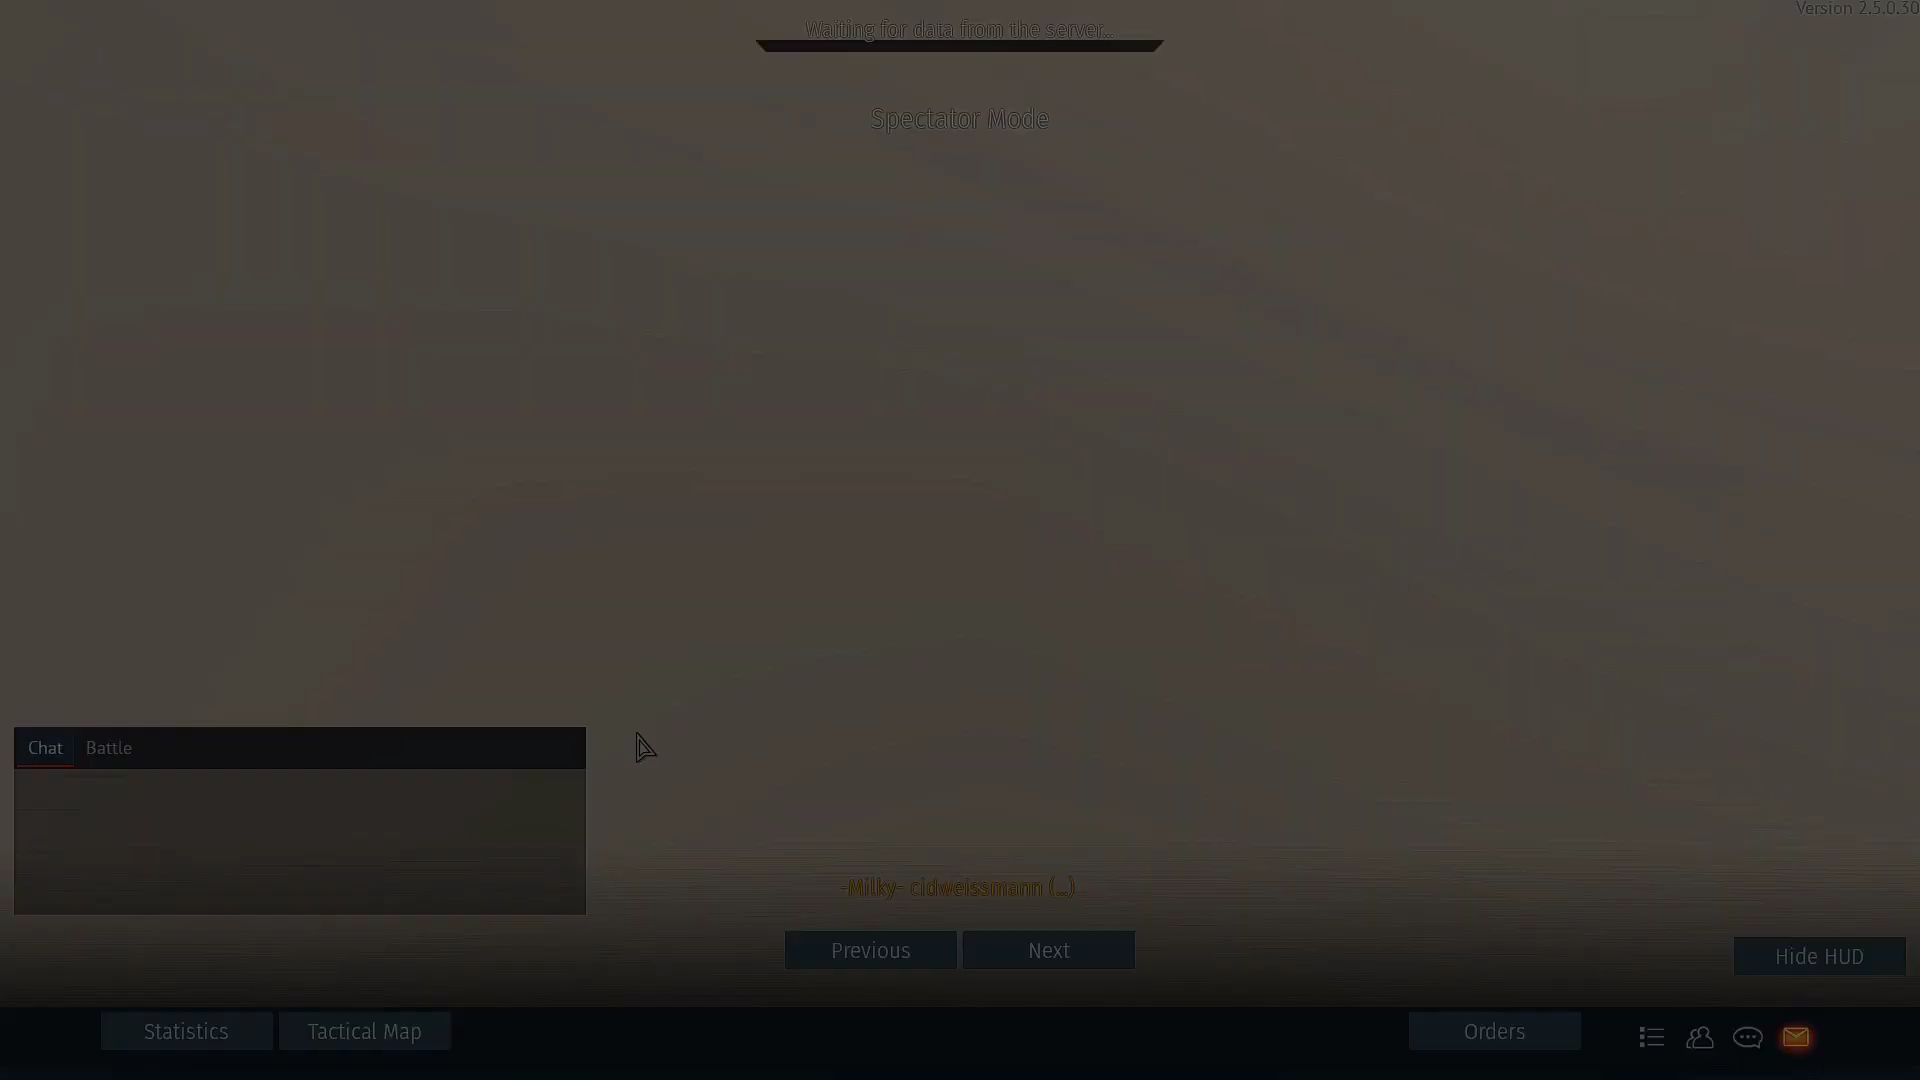 Version 2.5.0.30
Waiting for data from the server...
Spectator Mode
Chat Battle
-Milky- cidweissmann (...)
Previous Next
Hide HUD
Statistics Tactical Map Orders